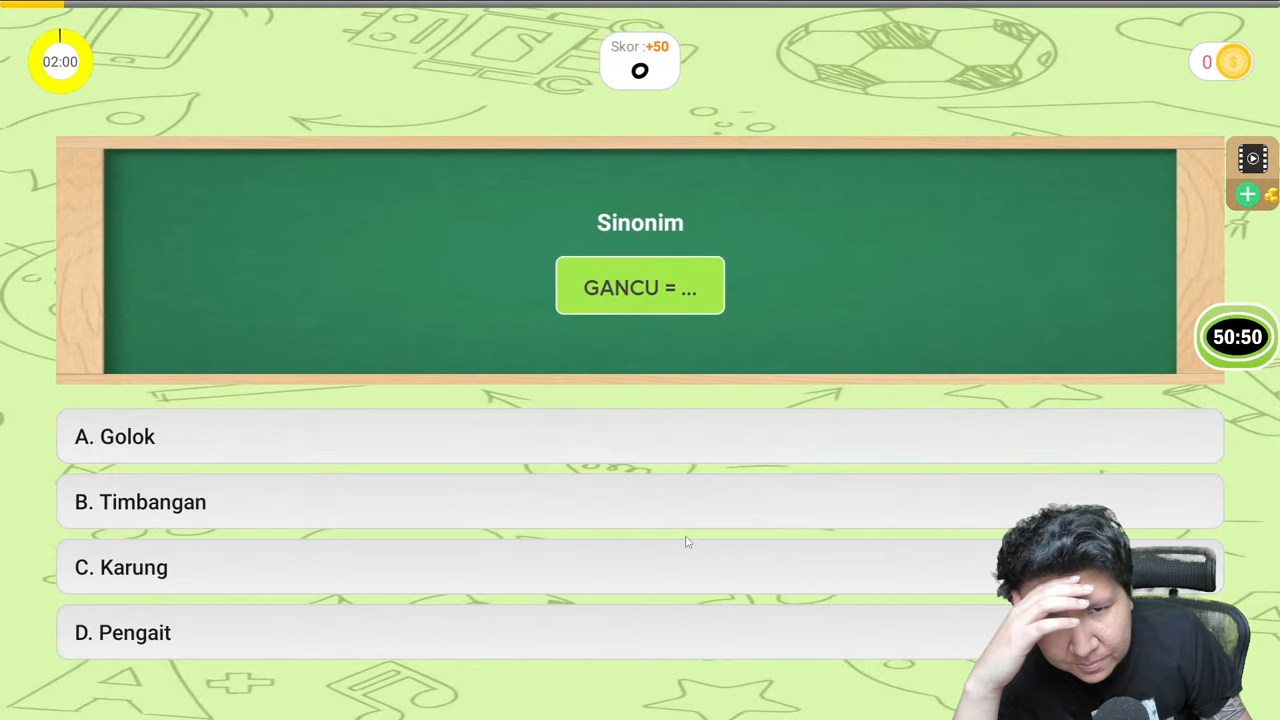 02:00
Skor :+50
0
0
Sinonim
GANCU = ...
50:50
A. Golok
B. Timbangan
C. Karung
D. Pengait